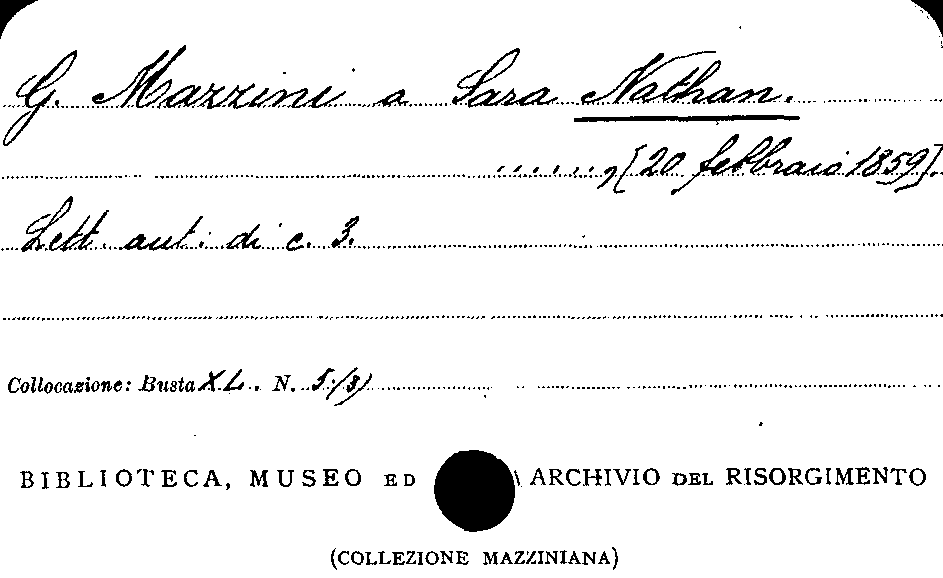 G. Mazzini a Sara Nathan.
......, [20 febbraio 1859].
Lett. aut. di c. 3.
Collocazione: Busta XL. N. 5/3)
BIBLIOTECA, MUSEO ED ARCHIVIO DEL RISORGIMENTO
(COLLEZIONE MAZZINIANA)